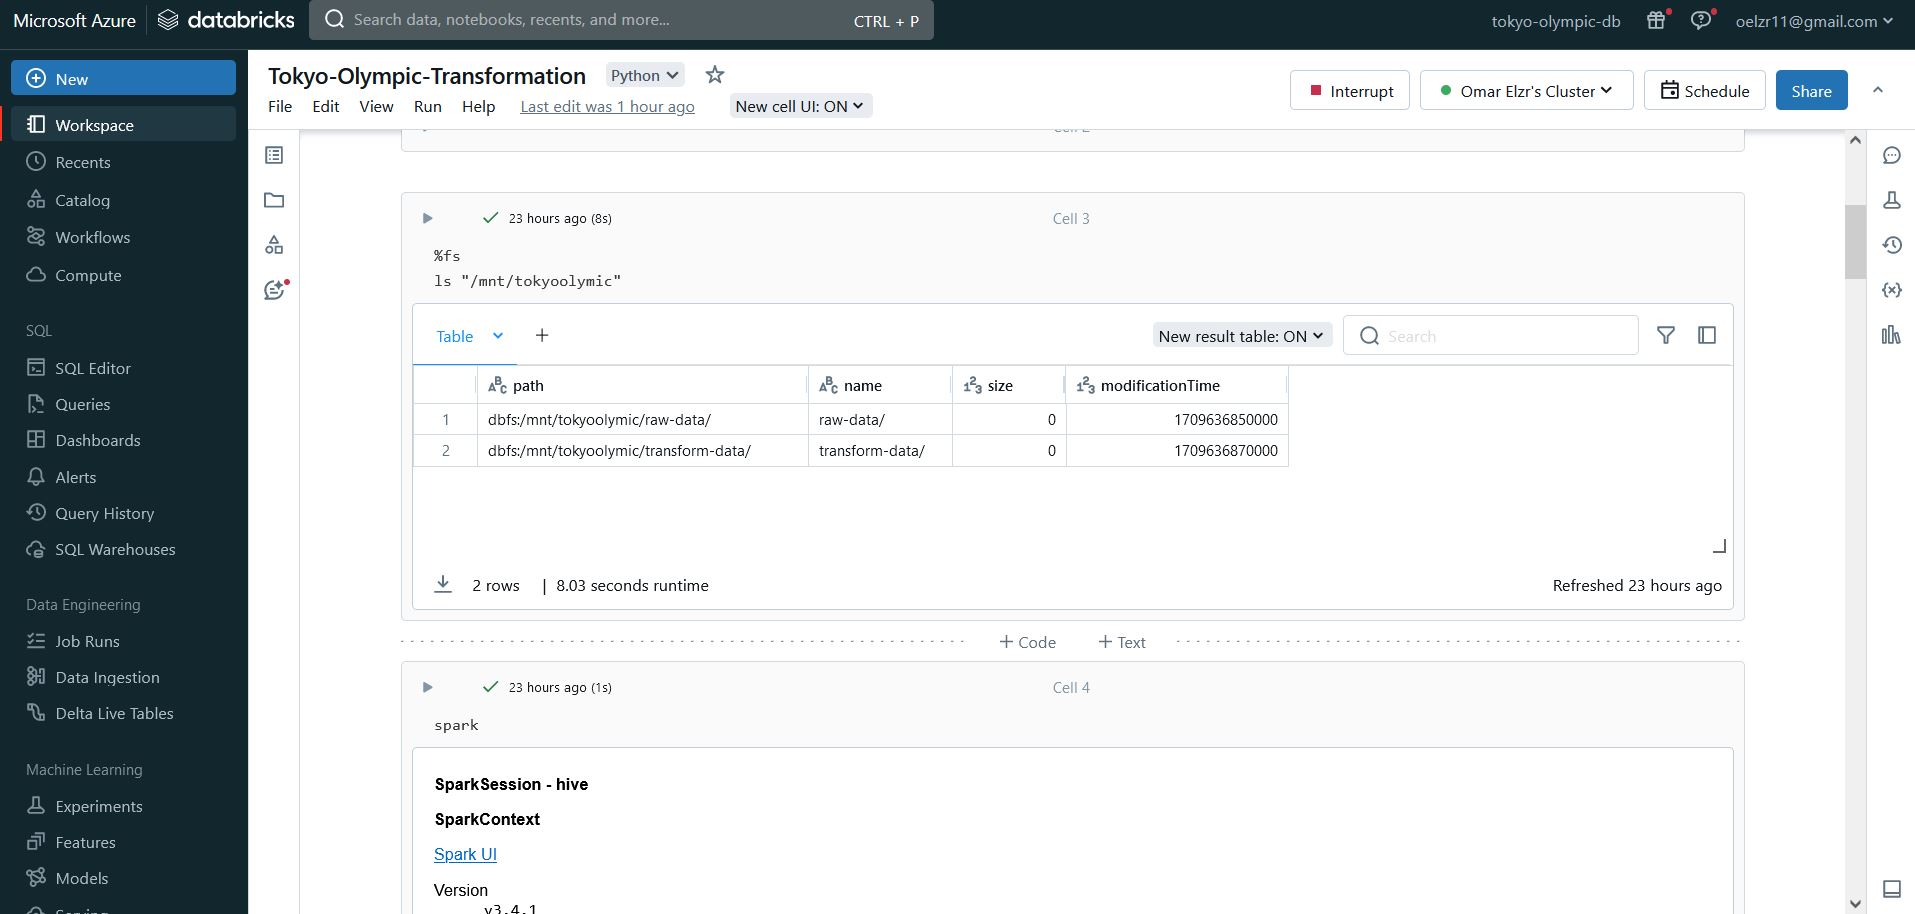 Microsoft Azure databricks Search data, notebooks, recents, and more... CTRL + P tokyo-olympic-db oelzr11@gmail.com
New
Workspace
Recents
Catalog
Workflows
Compute
SQL
SQL Editor
Queries
Dashboards
Alerts
Query History
SQL Warehouses
Data Engineering
Job Runs
Data Ingestion
Delta Live Tables
Machine Learning
Experiments
Features
Models
Serving
Tokyo-Olympic-Transformation Python
File Edit View Run Help Last edit was 1 hour ago New cell UI: ON
Interrupt Omar Elzr's Cluster Schedule Share
Cell 2
23 hours ago (8s) Cell 3
%fs
ls "/mnt/tokyoolymic"
Table + New result table: ON Search
ABC path ABC name 123 size 123 modificationTime
1 dbfs:/mnt/tokyoolymic/raw-data/ raw-data/ 0 1709636850000
2 dbfs:/mnt/tokyoolymic/transform-data/ transform-data/ 0 1709636870000
2 rows | 8.03 seconds runtime Refreshed 23 hours ago
+ Code + Text
23 hours ago (1s) Cell 4
spark
SparkSession - hive
SparkContext
Spark UI
Version
v3.4.1